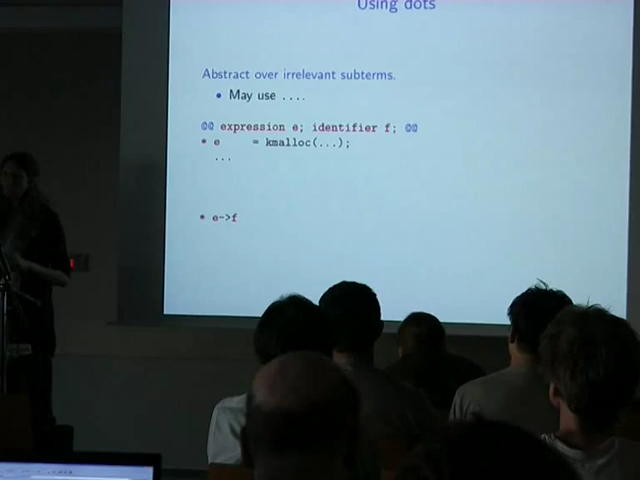 Using dots
Abstract over irrelevant subterms.
• May use ....
@@ expression e; identifier f; @@
* e = kmalloc(...);
...
* e->f